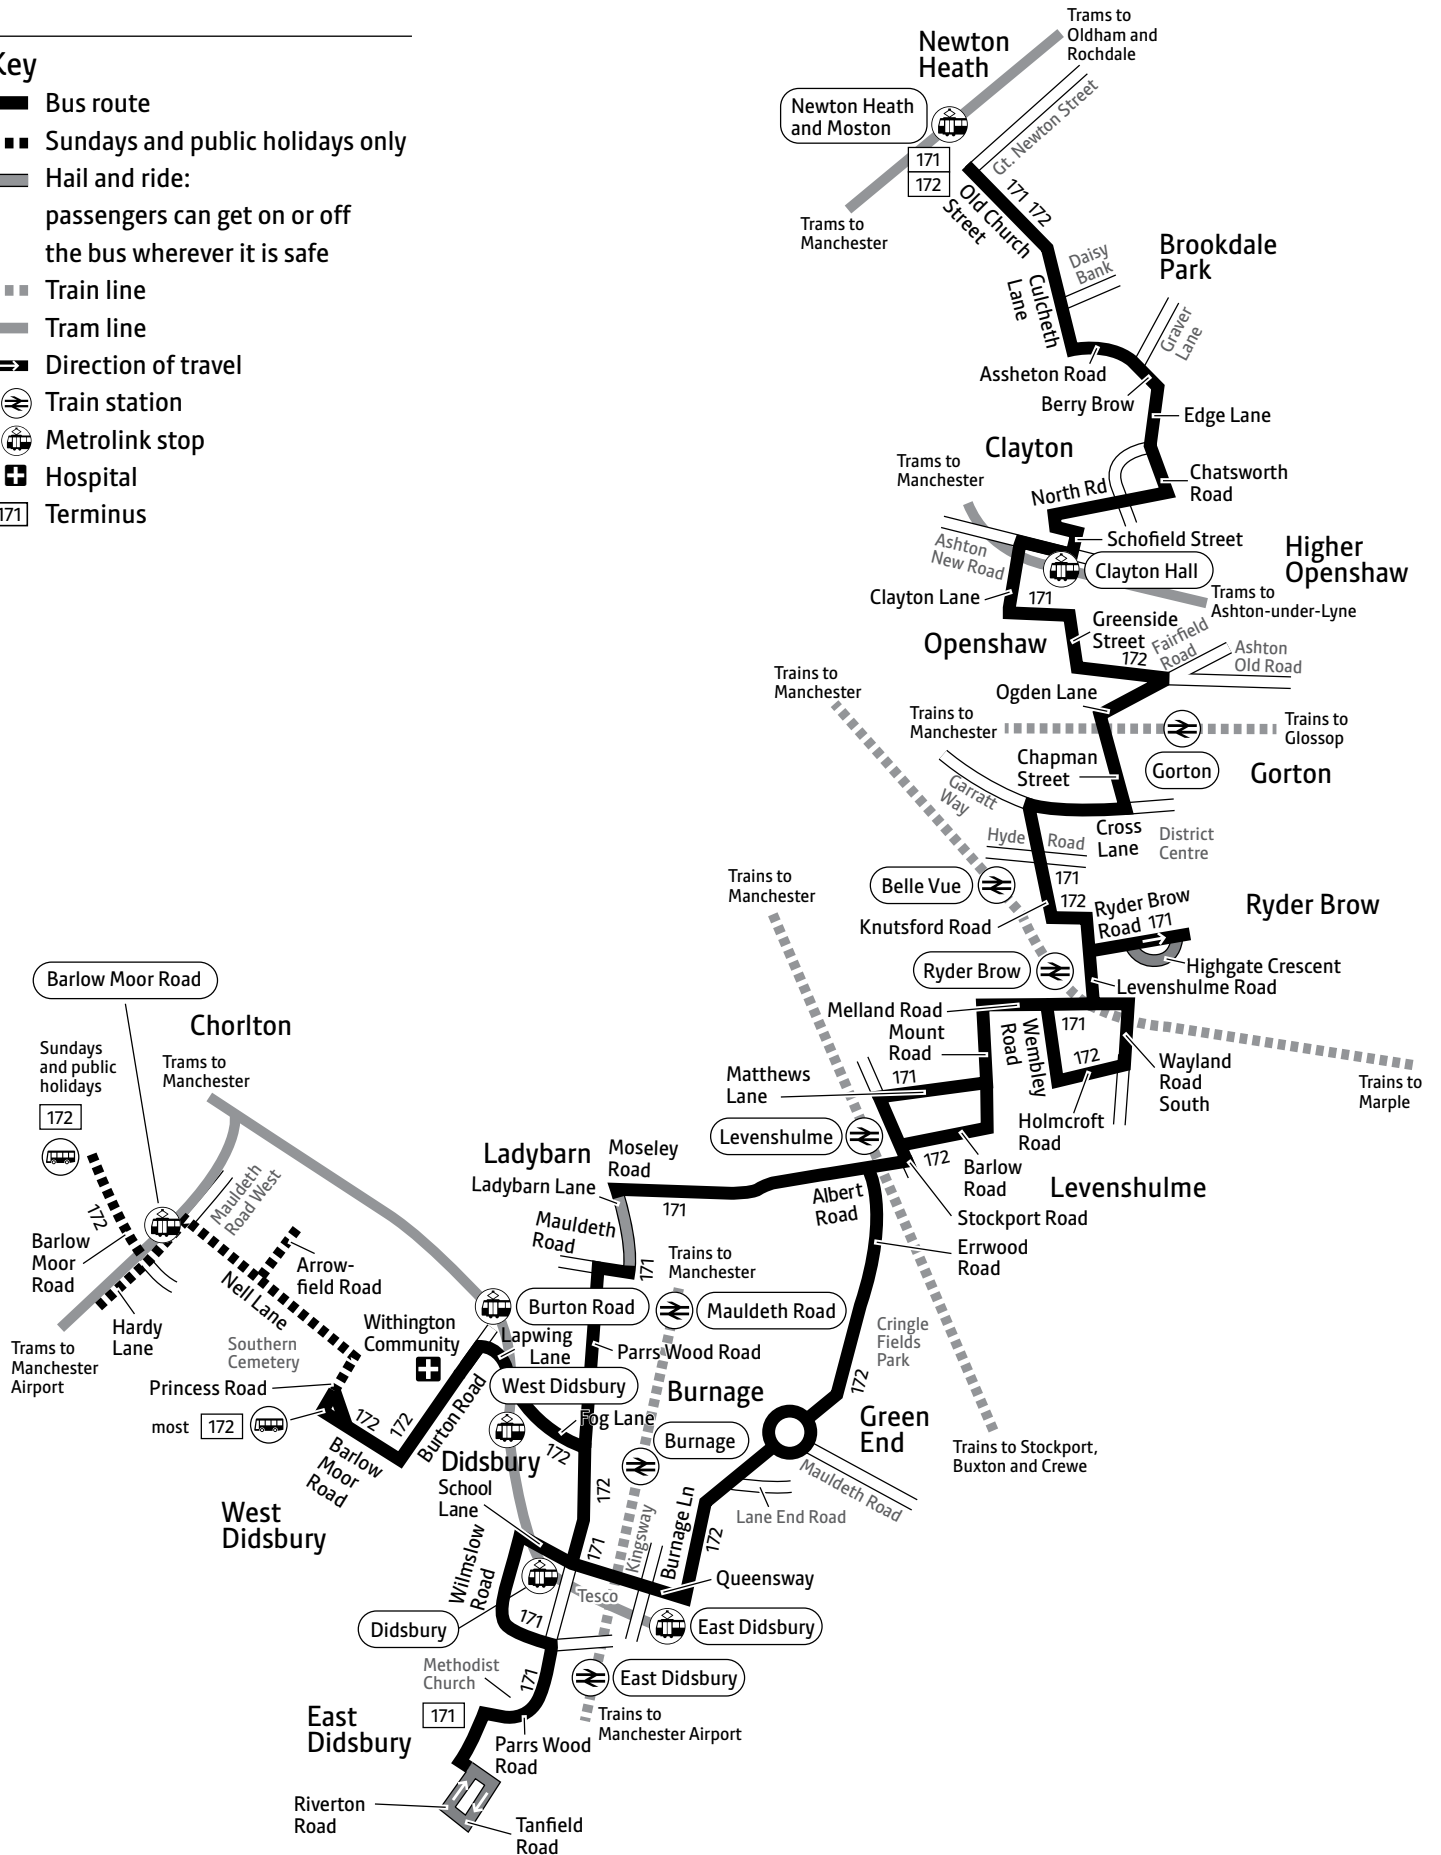 Key
Bus route
Sundays and public holidays only
Hail and ride:
passengers can get on or off
the bus wherever it is safe
Train line
Tram line
Direction of travel
Train station
Metrolink stop
Hospital
171
Terminus
Trams to
Oldham and
Rochdale
Newton
Heath
Newton Heath
and Moston
171
172
Gt. Newton Street
171 172
Old Church
Street
Trams to
Manchester
Daisy
Bank
Brookdale
Park
Culcheth
Lane
Graver
Lane
Assheton Road
Berry Brow
Edge Lane
Clayton
Trams to
Manchester
Chatsworth
Road
North Rd
Schofield Street
Ashton
New Road
Clayton Hall
Higher
Openshaw
Clayton Lane
171
Trams to
Ashton-under-Lyne
Greenside
Street
Openshaw
172
Fairfield
Road
Ashton
Old Road
Trains to
Manchester
Ogden Lane
Trains to
Manchester
Trains to
Glossop
Chapman
Street
Gorton
Gorton
Garratt
Way
Cross
Lane
District
Centre
Hyde Road
Trains to
Manchester
Belle Vue
171
172
Knutsford Road
Ryder Brow
Road 171
Ryder Brow
Ryder Brow
Highgate Crescent
Levenshulme Road
Melland Road
Mount
Road
Wembley
Road
171
172
Wayland
Road
South
Trains to
Marple
Matthews
Lane
171
Holmcroft
Road
Levenshulme
172
Barlow
Road
Levenshulme
Albert
Road
Stockport Road
Errwood
Road
Barlow Moor Road
Chorlton
Sundays
and public
holidays
172
Trams to
Manchester
172
Mauldeth
Road West
Barlow
Moor
Road
Arrow-
field Road
Nell Lane
Hardy
Lane
Trams to
Manchester
Airport
Southern
Cemetery
Withington
Community
Princess Road
most 172
172
172
Barlow
Moor
Road
Burton Road
West
Didsbury
Ladybarn
Moseley
Road
Ladybarn Lane
171
Mauldeth
Road
171
Trains to
Manchester
Burton Road
Mauldeth Road
Lapwing
Lane
Parrs Wood Road
West Didsbury
Burnage
Fog Lane
172
Burnage
Cringle
Fields
Park
172
Green
End
Trains to Stockport,
Buxton and Crewe
Mauldeth Road
Lane End Road
Didsbury
School
Lane
172
171
Kingsway
Burnage Ln
172
Queensway
Wilmslow
Road
Tesco
171
Didsbury
East Didsbury
Methodist
Church
171
East Didsbury
171
East
Didsbury
Trains to
Manchester Airport
Parrs Wood
Road
Riverton
Road
Tanfield
Road